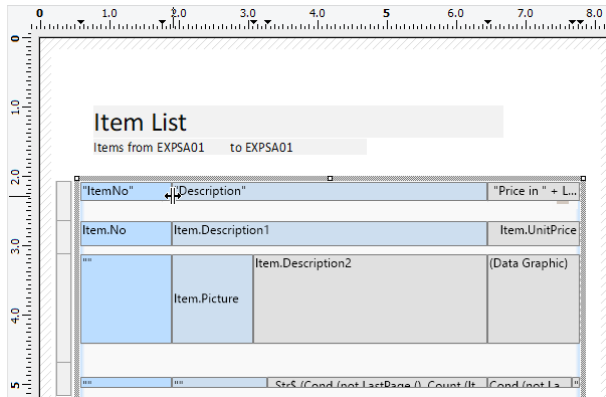 0 1.0 2.0 3.0 4.0 5 6.0 7.0 8.0
0
1.0
Item List
Items from EXPSA01 to EXPSA01
2.0
"ItemNo" "Description" "Price in " + L...
Item.No Item.Description1 Item.UnitPrice
3.0
"" Item.Description2 (Data Graphic)
Item.Picture
4.0
5
"" "" Str$ (Cond (not LastPage (), Count (It Cond (not La "